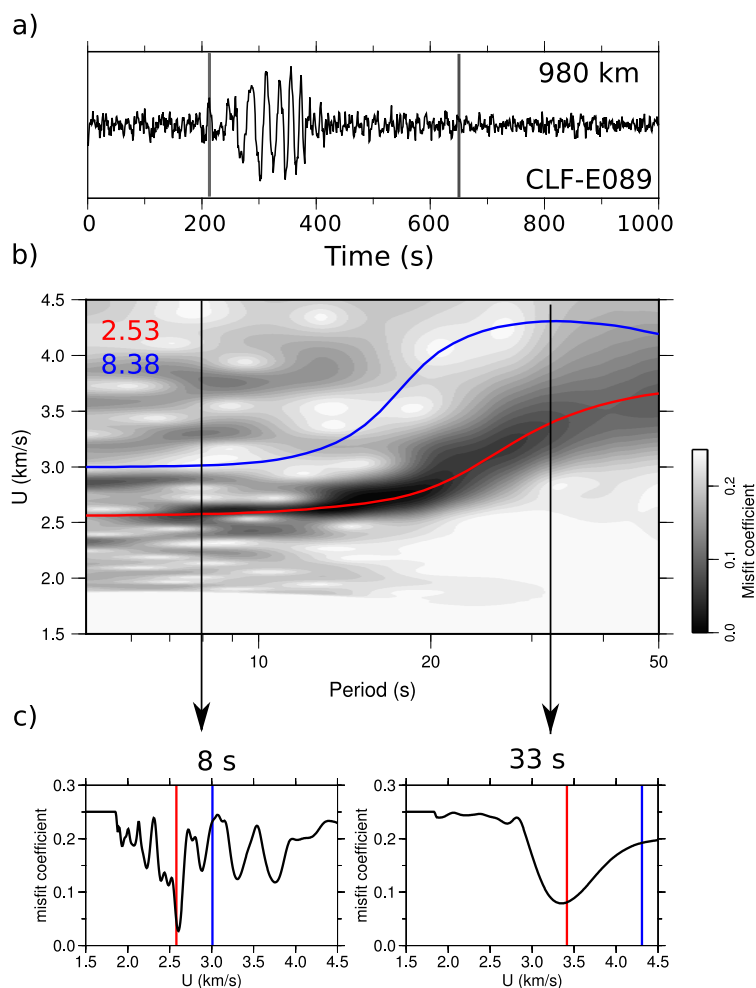 a)
980 km
CLF-E089
0 200 400 600 800 1000
Time (s)
b)
4.5
4.0
3.5
3.0
2.5
2.0
1.5
U (km/s)
2.53
8.38
10 20 50
Period (s)
0.2
0.1
0.0
Misfit coefficient
c)
8 s
0.3
0.2
0.1
0.0
misfit coefficient
1.5 2.0 2.5 3.0 3.5 4.0 4.5
U (km/s)
33 s
0.3
0.2
0.1
0.0
misfit coefficient
1.5 2.0 2.5 3.0 3.5 4.0 4.5
U (km/s)